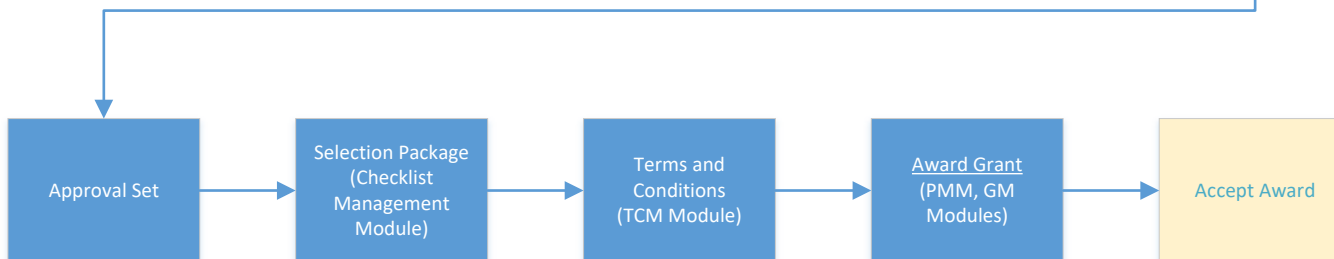 Approval Set
Selection Package
(Checklist
Management
Module)
Terms and
Conditions
(TCM Module)
Award Grant
(PMM, GM
Modules)
Accept Award